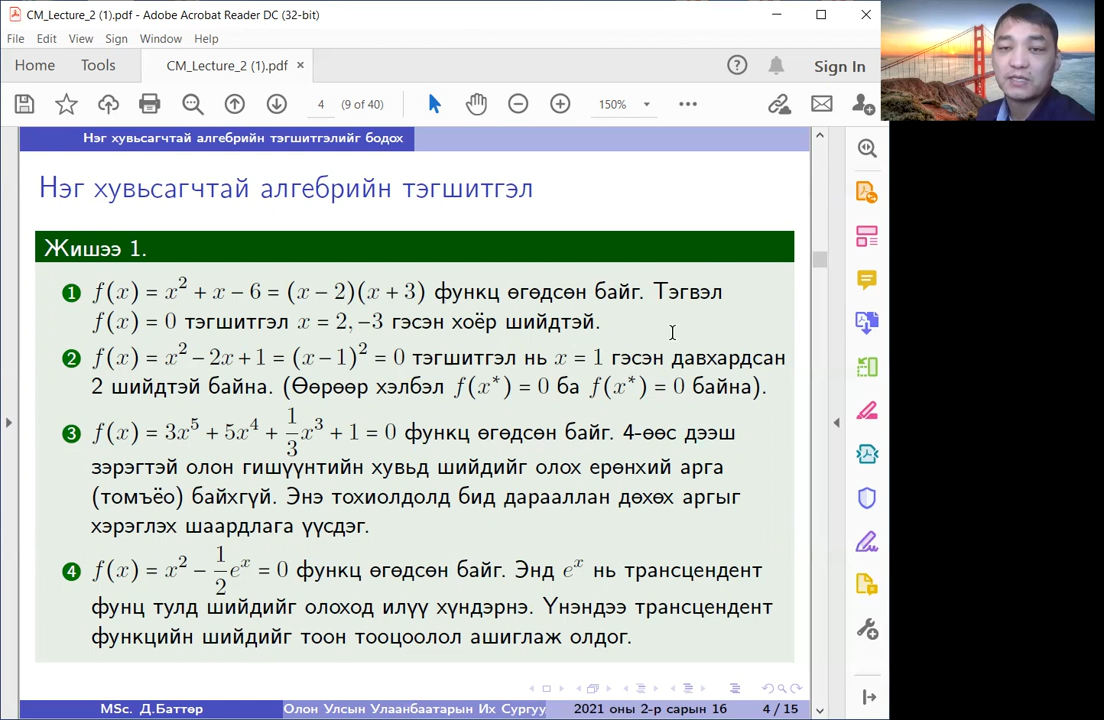 CM_Lecture_2 (1).pdf - Adobe Acrobat Reader DC (32-bit)
File Edit View Sign Window Help
Home Tools CM_Lecture_2 (1).pdf × Sign In
4 (9 of 40) 150%
Нэг хувьсагчтай алгебрийн тэгшитгэлийг бодох
Нэг хувьсагчтай алгебрийн тэгшитгэл
Жишээ 1.
1 f(x) = x² + x − 6 = (x − 2)(x + 3) функц өгөдсөн байг. Тэгвэл
f(x) = 0 тэгшитгэл x = 2, −3 гэсэн хоёр шийдтэй.
2 f(x) = x² − 2x + 1 = (x − 1)² = 0 тэгшитгэл нь x = 1 гэсэн давхардсан
2 шийдтэй байна. (Өөрөөр хэлбэл f(x*) = 0 ба f(x*) = 0 байна).
3 f(x) = 3x⁵ + 5x⁴ + 1/3 x³ + 1 = 0 функц өгөдсөн байг. 4-өөс дээш
зэрэгтэй олон гишүүнтийн хувьд шийдийг олох ерөнхий арга
(томъёо) байхгүй. Энэ тохиолдолд бид дарааллан дөхөх аргыг
хэрэглэх шаардлага үүсдэг.
4 f(x) = x² − 1/2 eˣ = 0 функц өгөдсөн байг. Энд eˣ нь трансцендент
фунц тулд шийдийг олоход илүү хүндэрнэ. Үнэндээ трансцендент
функцийн шийдийг тоон тооцоолол ашиглаж олдог.
MSc. Д.Баттөр Олон Улсын Улаанбаатарын Их Сургуу 2021 оны 2-р сарын 16 4 / 15